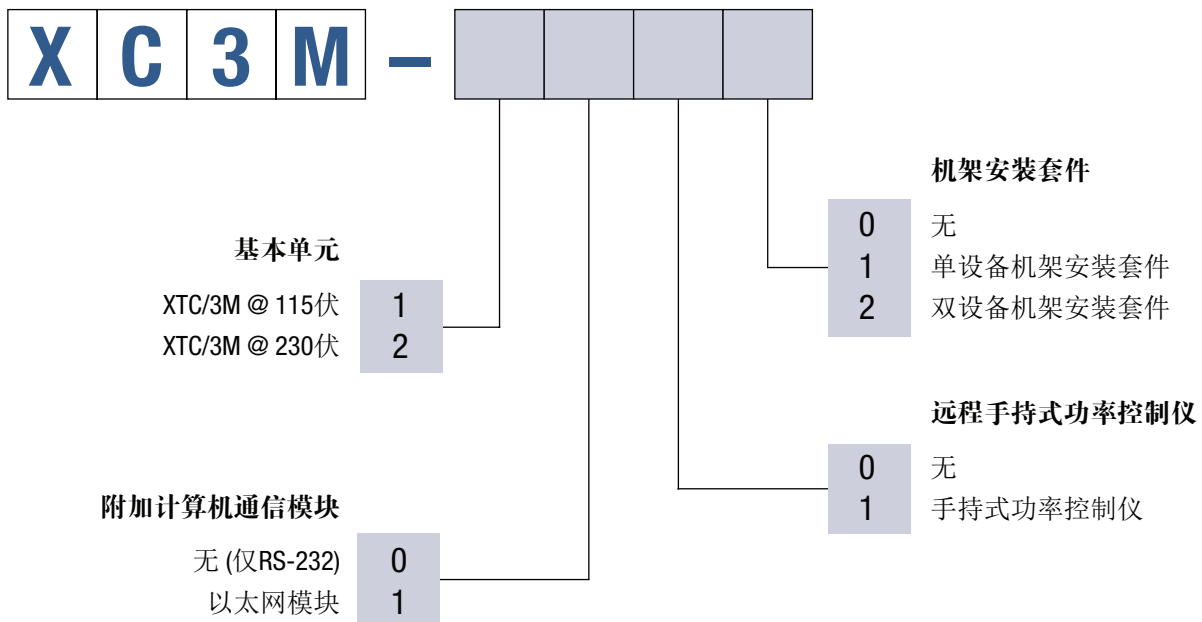 XC3M–
基本单元
XTC/3M @ 115伏 1
XTC/3M @ 230伏 2
附加计算机通信模块
无 (仅RS-232) 0
以太网模块 1
机架安装套件
0 无
1 单设备机架安装套件
2 双设备机架安装套件
远程手持式功率控制仪
0 无
1 手持式功率控制仪